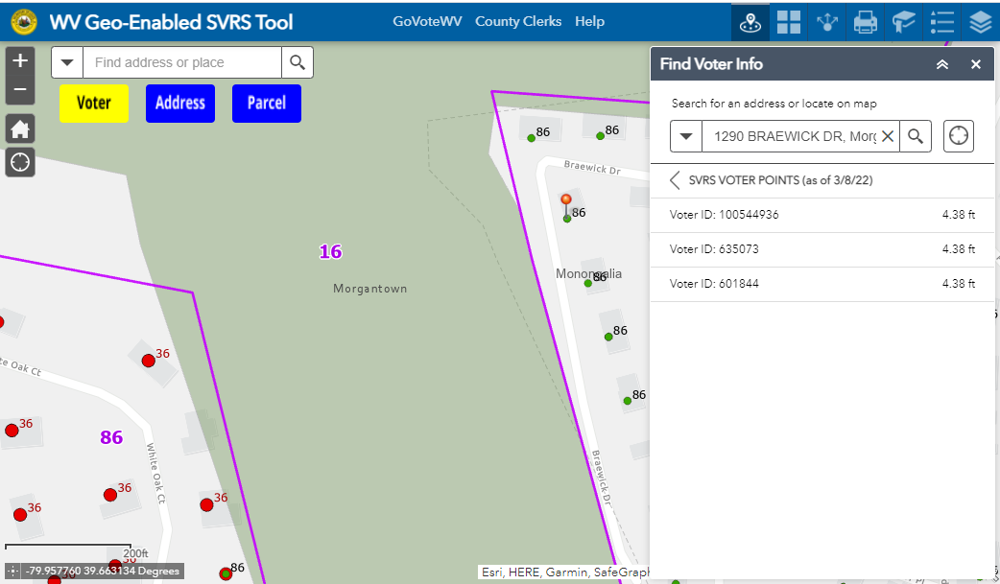 WV Geo-Enabled SVRS Tool
GoVoteWV County Clerks Help
+
−
Find address or place
Voter Address Parcel
Find Voter Info
Search for an address or locate on map
1290 BRAEWICK DR, Morg
SVRS VOTER POINTS (as of 3/8/22)
Voter ID: 100544936 4.38 ft
Voter ID: 635073 4.38 ft
Voter ID: 601844 4.38 ft
86
86
Braewick Dr
86
16
Monongalia
86
Morgantown
86
36
te Oak Ct
86
36
86
White Oak Ct
Braewick Dr
36
36
36
200ft
36
86
36
-79.957760 39.663134 Degrees
Esri, HERE, Garmin, SafeGraph